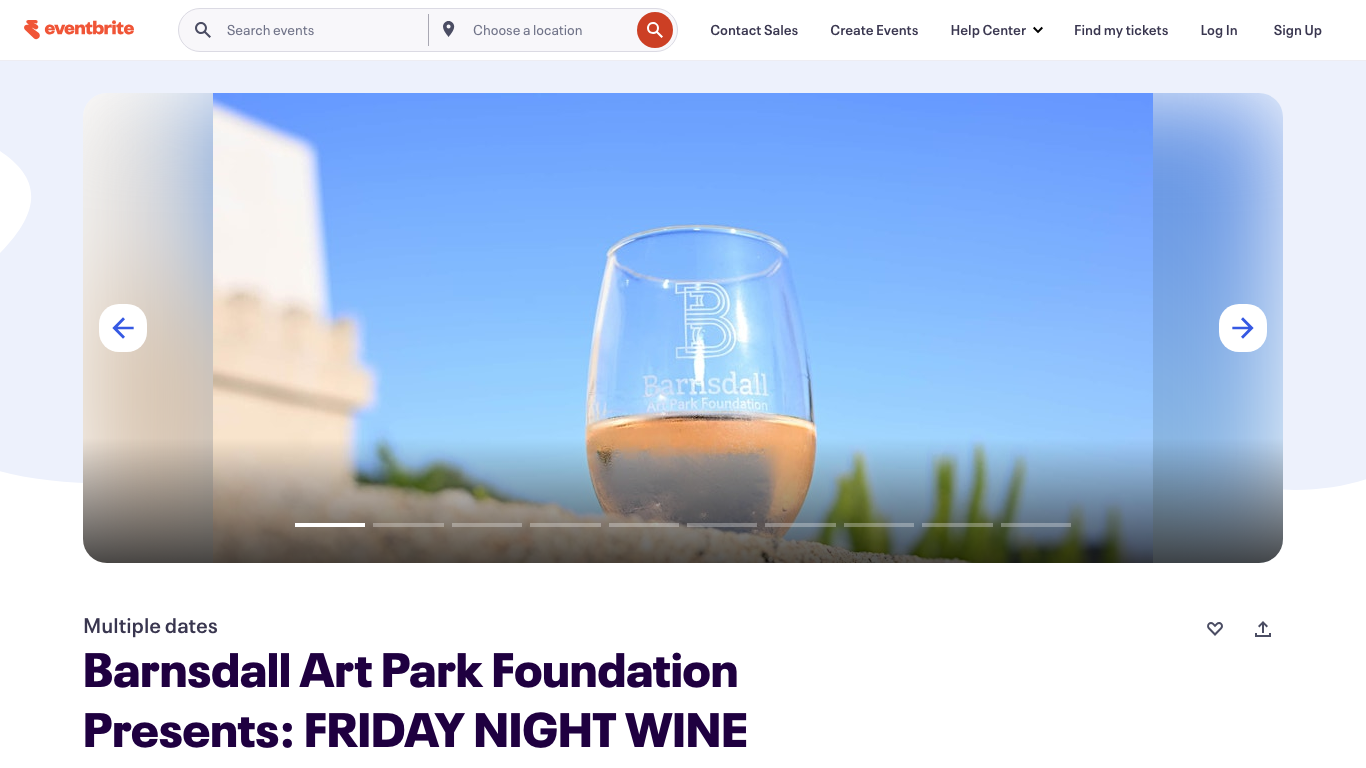 eventbrite
Search events
Choose a location
Contact Sales
Create Events
Help Center
Find my tickets
Log In
Sign Up
B
Barnsdall
Art Park Foundation
Multiple dates
Barnsdall Art Park Foundation
Presents: FRIDAY NIGHT WINE